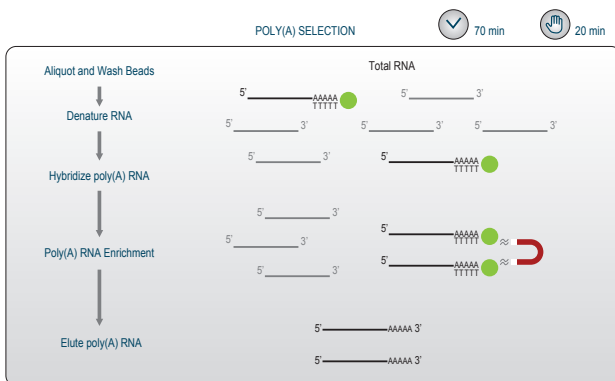 POLY(A) SELECTION
70 min
20 min
Aliquot and Wash Beads
Denature RNA
Hybridize poly(A) RNA
Poly(A) RNA Enrichment
Elute poly(A) RNA
Total RNA
5' AAAAA
TTTTT
5' 3'
5' 3'
5' 3'
5' 3'
5' 3'
5' AAAAA
TTTTT
5' 3'
5' AAAAA
TTTTT
5' 3'
5' 3'
5' AAAAA
TTTTT
5' AAAAA 3'
5' AAAAA 3'